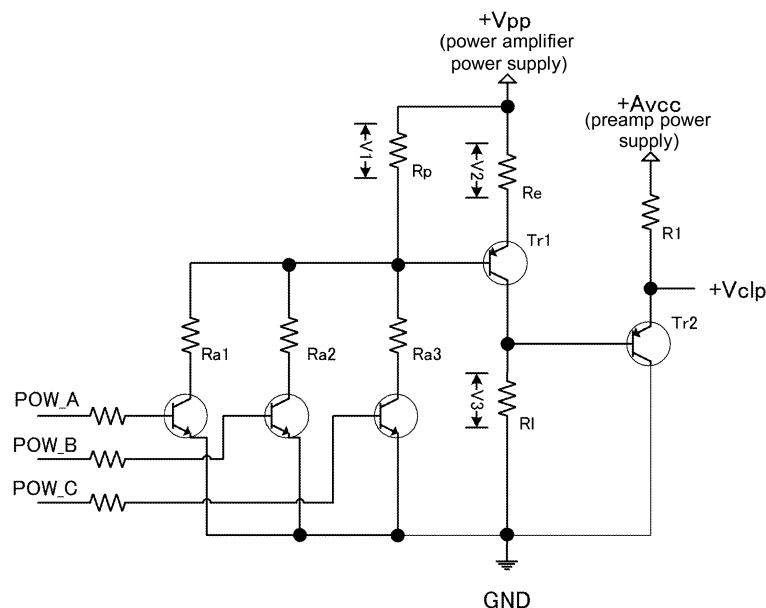 +Vpp
(power amplifier
power supply)
+Avcc
(preamp power
supply)
V1
V2
Rp
Re
R1
Tr1
+Vclp
Tr2
Ra1
Ra2
Ra3
V3
Rl
POW_A
POW_B
POW_C
GND